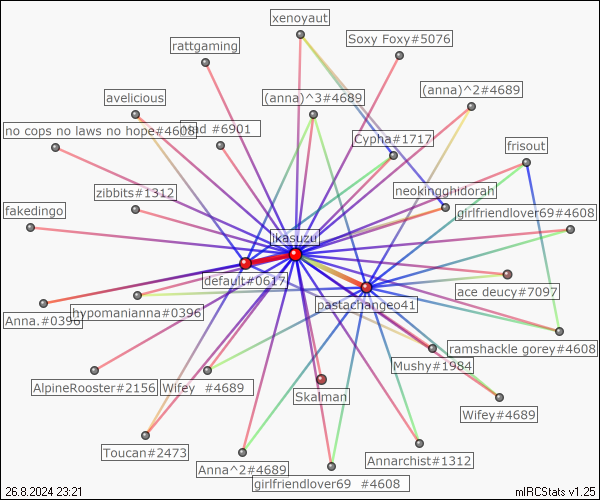 xenoyaut
Soxy Foxy#5076
rattgaming
(anna)^2#4689
avelicious
(anna)^3#4689
no cops no laws no hope#4608
#6901
Cypha#1717
frisout
zibbits#1312
neokingghidorah
fakedingo
girlfriendlover69#4608
ikasuzu
default#0617
ace deucy#7097
pastachange41
Anna.#0396
hypomanianna#0396
amshackle gorey#4608
Mushy#1984
AlpineRooster#2156
Wifey #4689
Skalman
Wifey#4689
Toucan#2473
Anna^2#4689
Annarchist#1312
girlfriendlover69 #4608
26.8.2024 23:21
mIRCStats v1.25